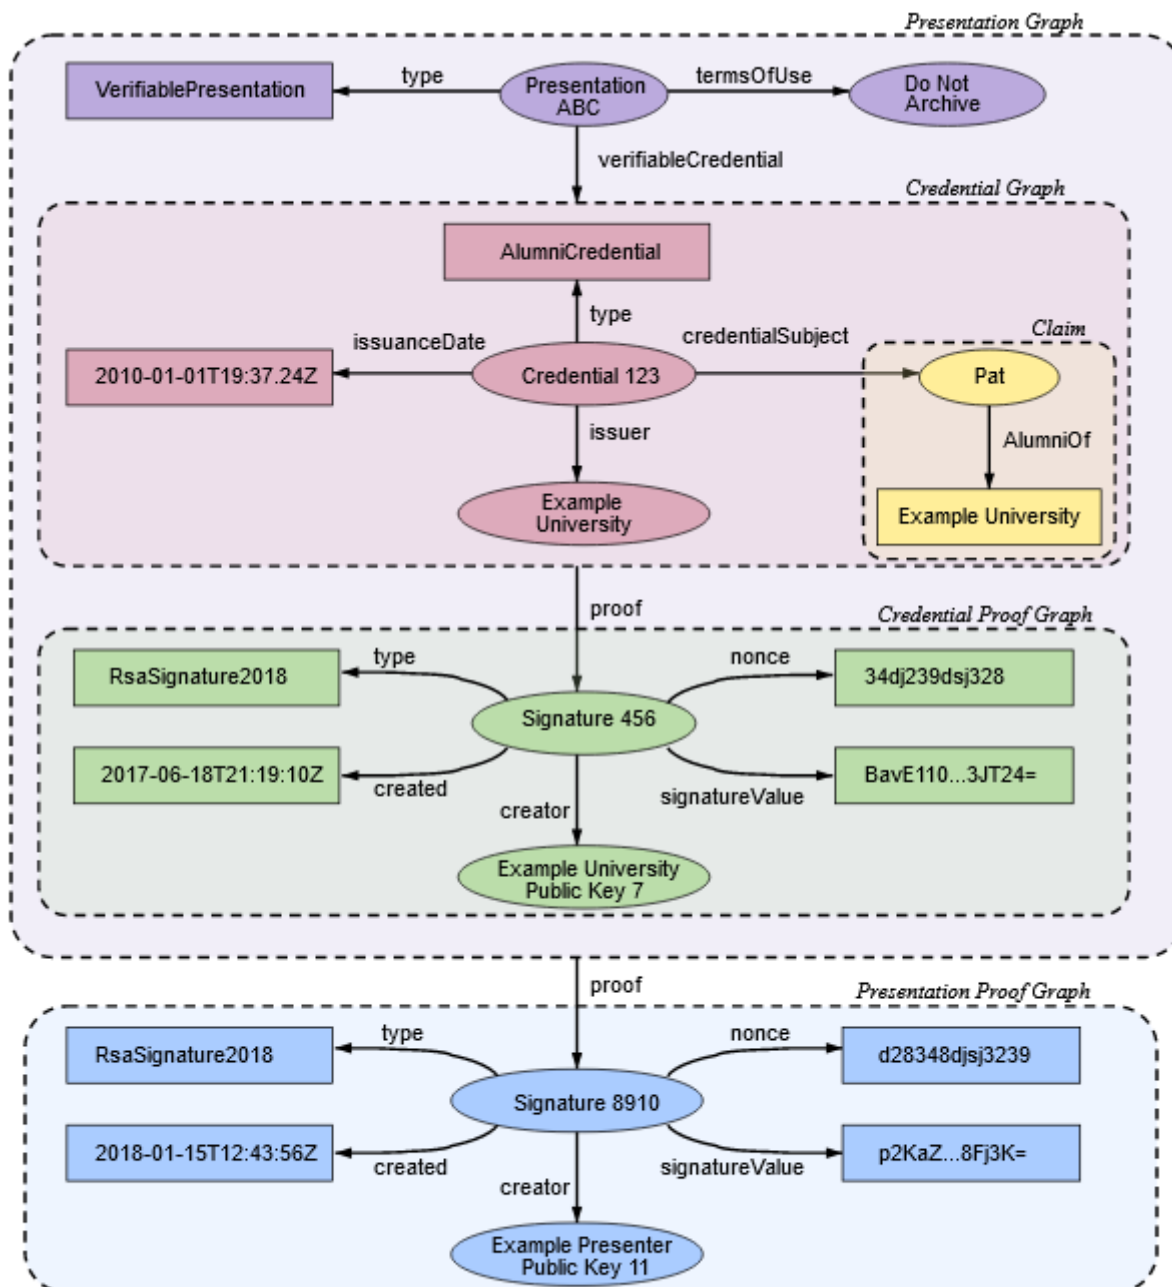 Presentation Graph
type
termsOfUse
VerifiablePresentation
Presentation
ABC
Do Not
Archive
verifiableCredential
Credential Graph
AlumniCredential
type
issuanceDate
credentialSubject
Claim
2010-01-01T19:37.24Z
Credential 123
Pat
issuer
AlumniOf
Example
University
Example University
proof
Credential Proof Graph
type
nonce
RsaSignature2018
34dj239dsj328
Signature 456
2017-06-18T21:19:10Z
BavE110...3JT24=
created
signatureValue
creator
Example University
Public Key 7
proof
Presentation Proof Graph
type
nonce
RsaSignature2018
d28348djsj3239
Signature 8910
2018-01-15T12:43:56Z
p2KaZ...8Fj3K=
created
signatureValue
creator
Example Presenter
Public Key 11